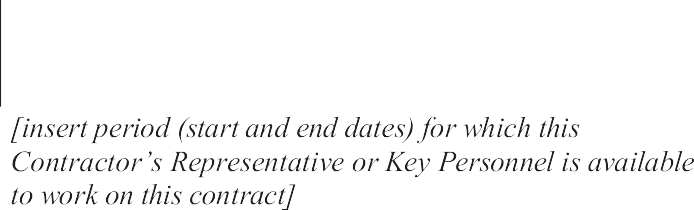 [insert period (start and end dates) for which this
Contractor’s Representative or Key Personnel is available
to work on this contract]